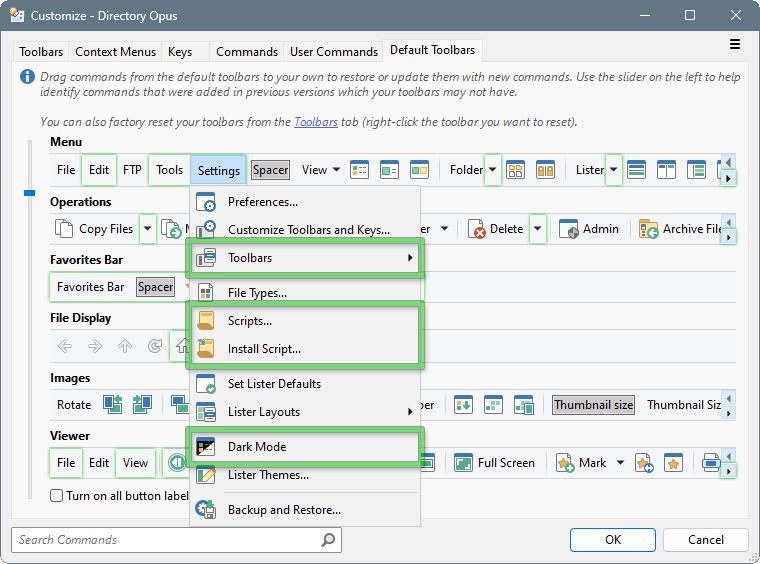 Customize - Directory Opus
Toolbars Context Menus Keys Commands User Commands Default Toolbars
Drag commands from the default toolbars to your own to restore or update them with new commands. Use the slider on the left to help
identify commands that were added in previous versions which your toolbars may not have.
You can also factory reset your toolbars from the Toolbars tab (right-click the toolbar you want to reset).
Menu
File Edit FTP Tools Settings Spacer View Folder Lister
Preferences...
Operations
Copy Files Delete Admin Archive File
Customize Toolbars and Keys...
Toolbars
Favorites Bar
Favorites Bar Spacer
File Types...
File Display
Scripts...
Install Script...
Images
Set Lister Defaults
Rotate Thumbnail size Thumbnail Siz
Lister Layouts
Viewer
Dark Mode
File Edit View Full Screen Mark
Lister Themes...
Turn on all button label
Backup and Restore...
Search Commands
OK Cancel